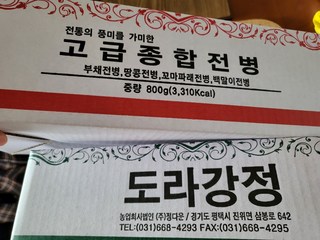 전통의 풍미를 가미한
고급종합전병
부채전병,땅콩전병,꼬마파래전병,백말이전병
중량 800g(3,310Kcal)
도라강정
농업회사법인 (주)정다운 / 경기도 평택시 진위면 삼봉로 642
TEL:(031)668-4293 FAX:(031)668-4295